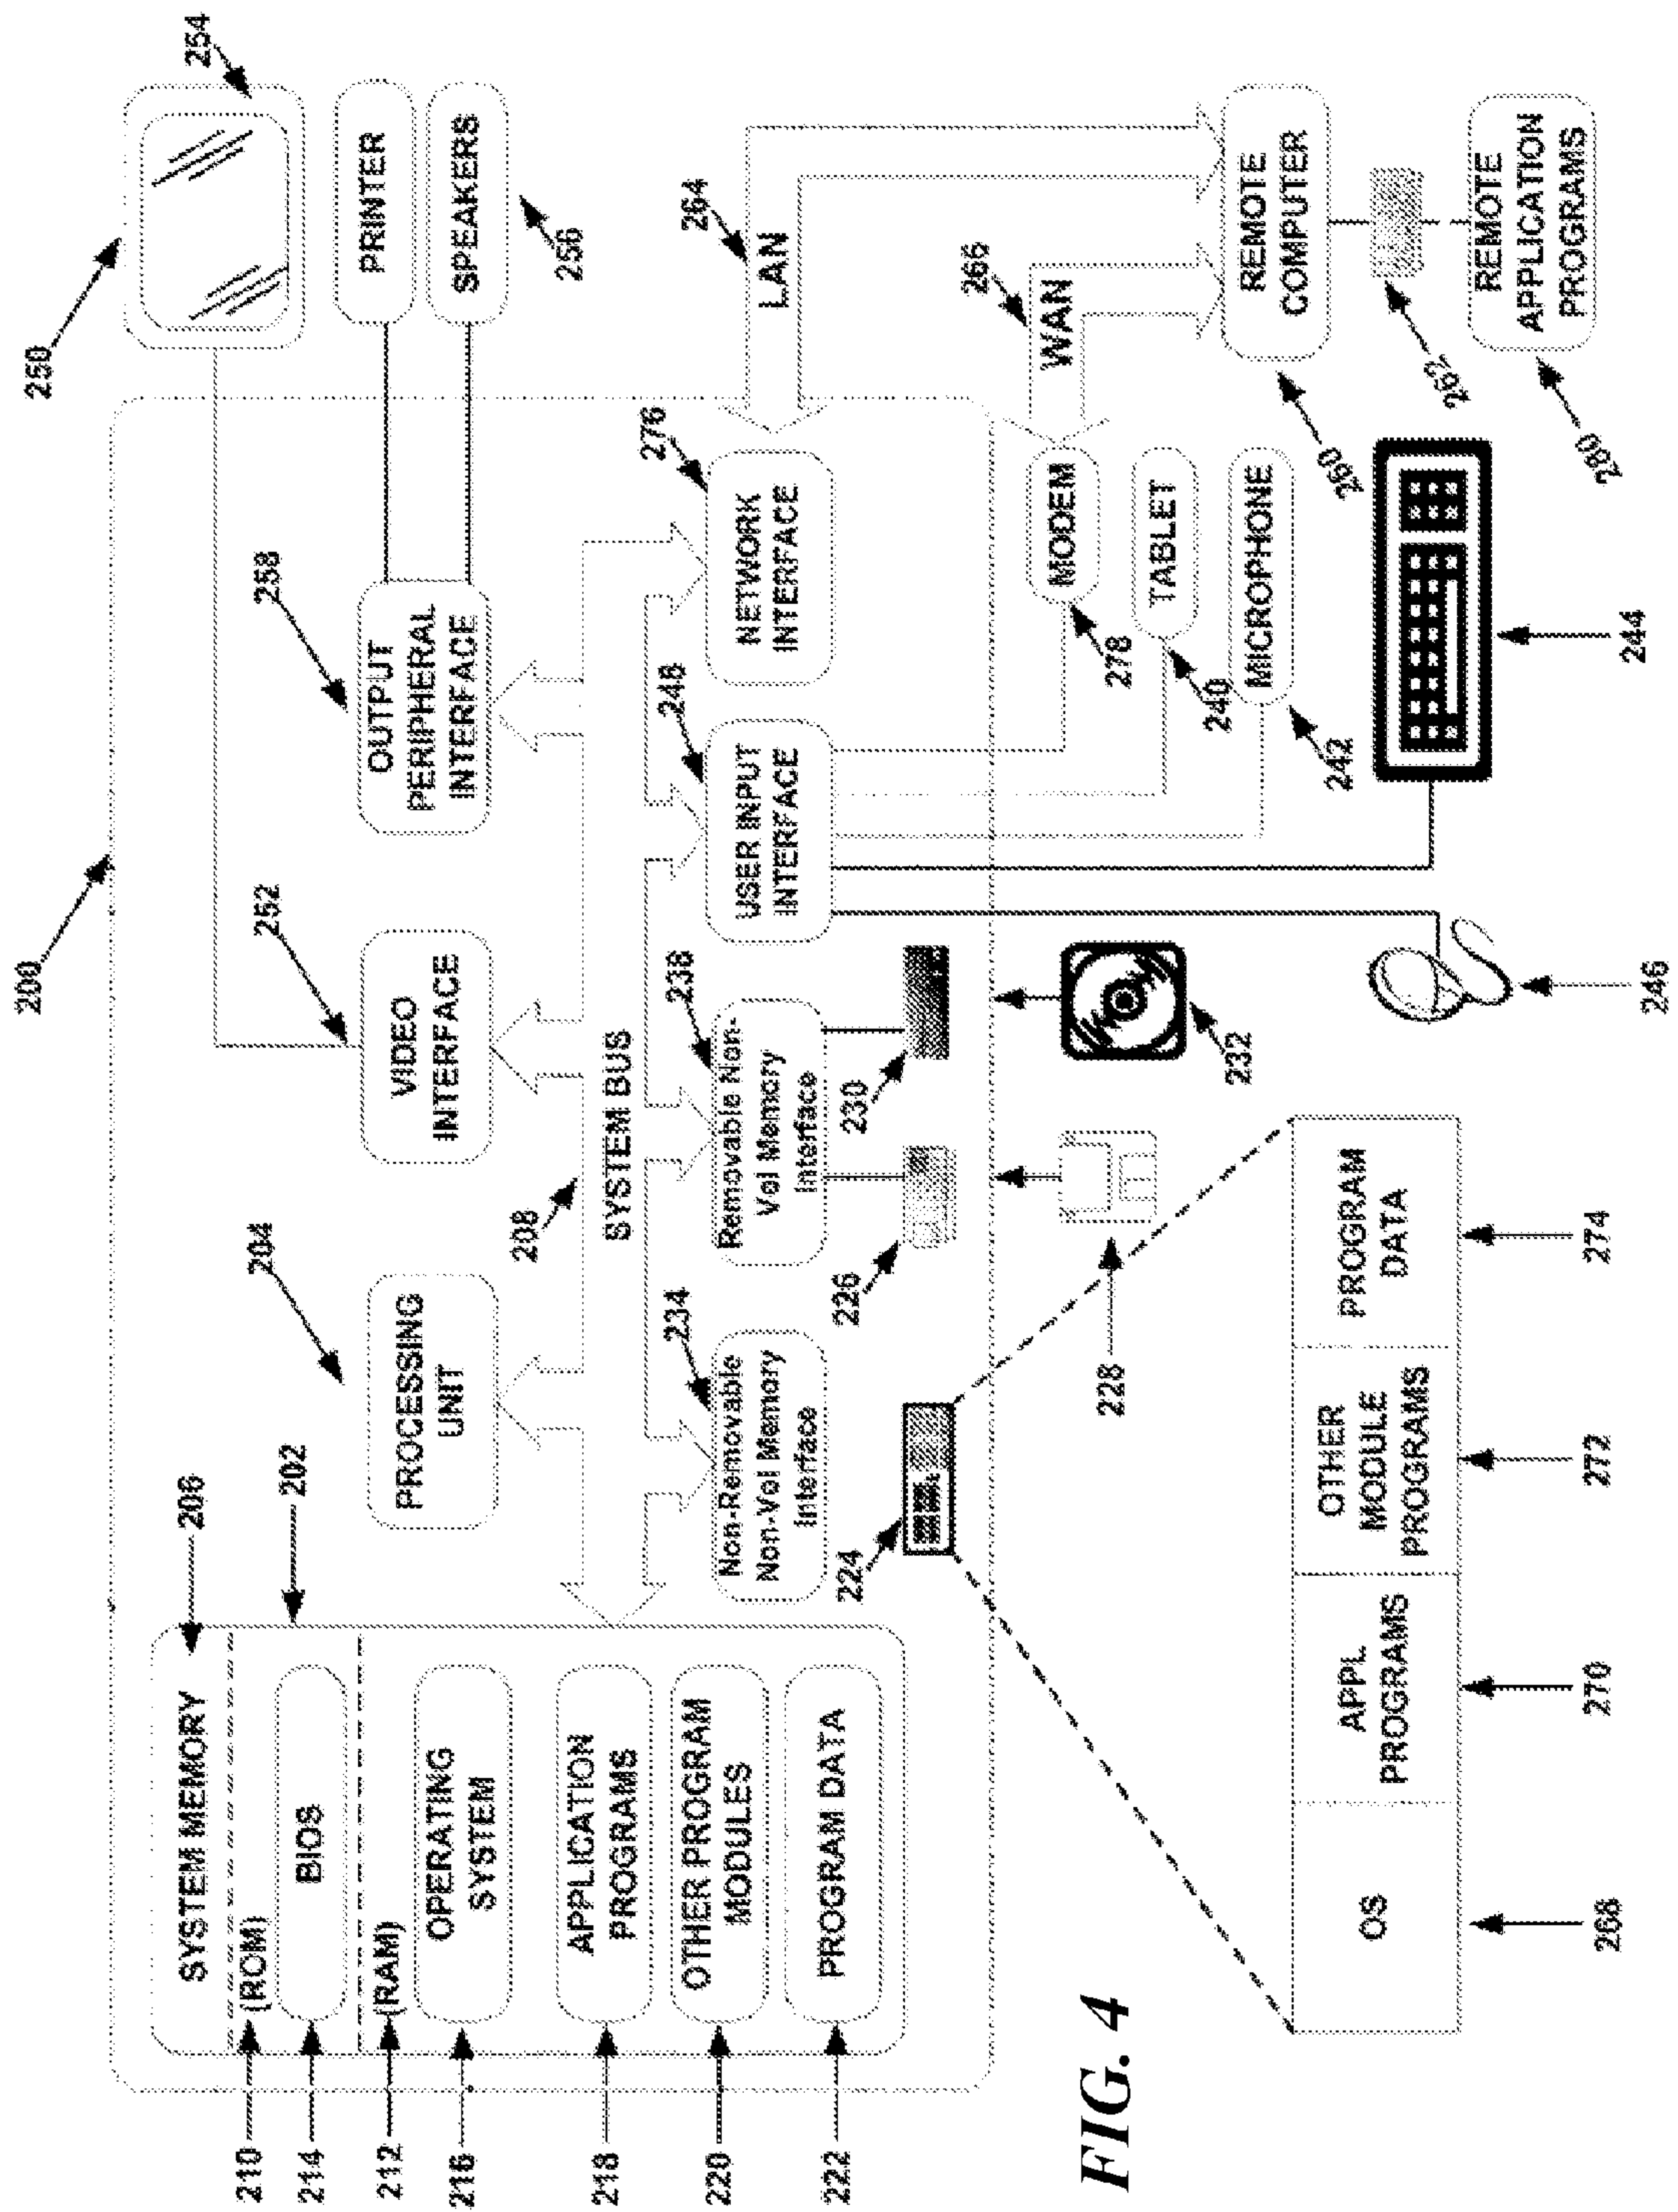 200
250
254
SYSTEM MEMORY
206
202
210
(ROM)
214
BIOS
212
(RAM)
216
OPERATING
SYSTEM
218
APPLICATION
PROGRAMS
220
OTHER PROGRAM
MODULES
222
PROGRAM DATA
204
PROCESSING
UNIT
252
VIDEO
INTERFACE
258
OUTPUT
PERIPHERAL
INTERFACE
PRINTER
SPEAKERS
256
208
SYSTEM BUS
234
Non-Removable
Non-Vol Memory
Interface
238
Removable Non-
Vol Memory
Interface
248
USER INPUT
INTERFACE
276
NETWORK
INTERFACE
264
LAN
224
226
230
266
WAN
MODEM
278
TABLET
240
MICROPHONE
242
228
232
REMOTE
COMPUTER
260
262
REMOTE
APPLICATION
PROGRAMS
280
244
246
FIG. 4
OS
APPL
PROGRAMS
OTHER
MODULE
PROGRAMS
PROGRAM
DATA
268
270
272
274